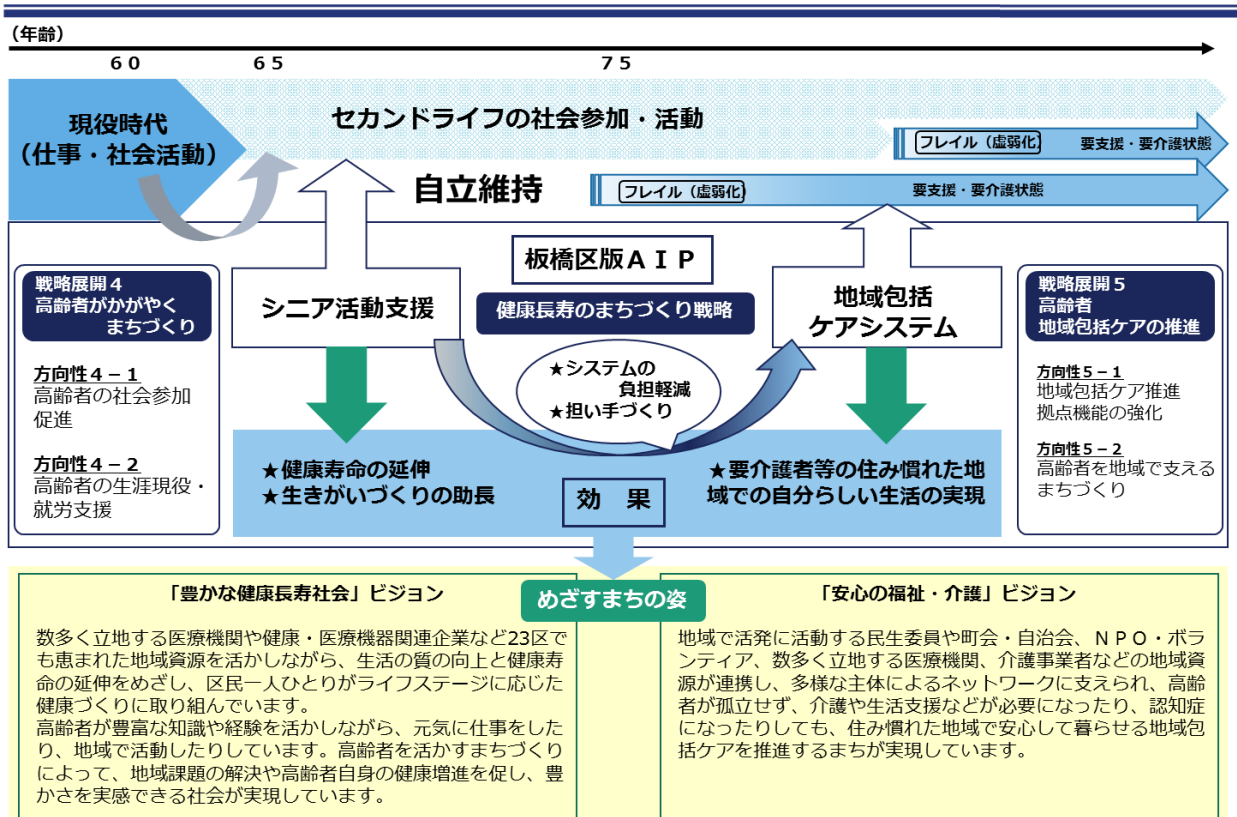 (年齢)
６０
６５
７５
現役時代
（仕事・社会活動）
セカンドライフの社会参加・活動
フレイル（虚弱化）
要支援・要介護状態
自立維持
フレイル（虚弱化）
要支援・要介護状態
板橋区版ＡＩＰ
戦略展開４
高齢者がかがやく
まちづくり
方向性４－１
高齢者の社会参加
促進
方向性４－２
高齢者の生涯現役・
就労支援
シニア活動支援
健康長寿のまちづくり戦略
地域包括
ケアシステム
★システムの
負担軽減
★担い手づくり
戦略展開５
高齢者
地域包括ケアの推進
方向性５－１
地域包括ケア推進
拠点機能の強化
方向性５－２
高齢者を地域で支える
まちづくり
★健康寿命の延伸
★生きがいづくりの助長
効　果
★要介護者等の住み慣れた地
域での自分らしい生活の実現
めざすまちの姿
「豊かな健康長寿社会」ビジョン
数多く立地する医療機関や健康・医療機器関連企業など23区で
も恵まれた地域資源を活かしながら、生活の質の向上と健康寿
命の延伸をめざし、区民一人ひとりがライフステージに応じた
健康づくりに取り組んでいます。
高齢者が豊富な知識や経験を活かしながら、元気に仕事をした
り、地域で活動したりしています。高齢者を活かすまちづくり
によって、地域課題の解決や高齢者自身の健康増進を促し、豊
かさを実感できる社会が実現しています。
「安心の福祉・介護」ビジョン
地域で活発に活動する民生委員や町会・自治会、ＮＰＯ・ボラ
ンティア、数多く立地する医療機関、介護事業者などの地域資
源が連携し、多様な主体によるネットワークに支えられ、高齢
者が孤立せず、介護や生活支援などが必要になったり、認知症
になったりしても、住み慣れた地域で安心して暮らせる地域包
括ケアを推進するまちが実現しています。